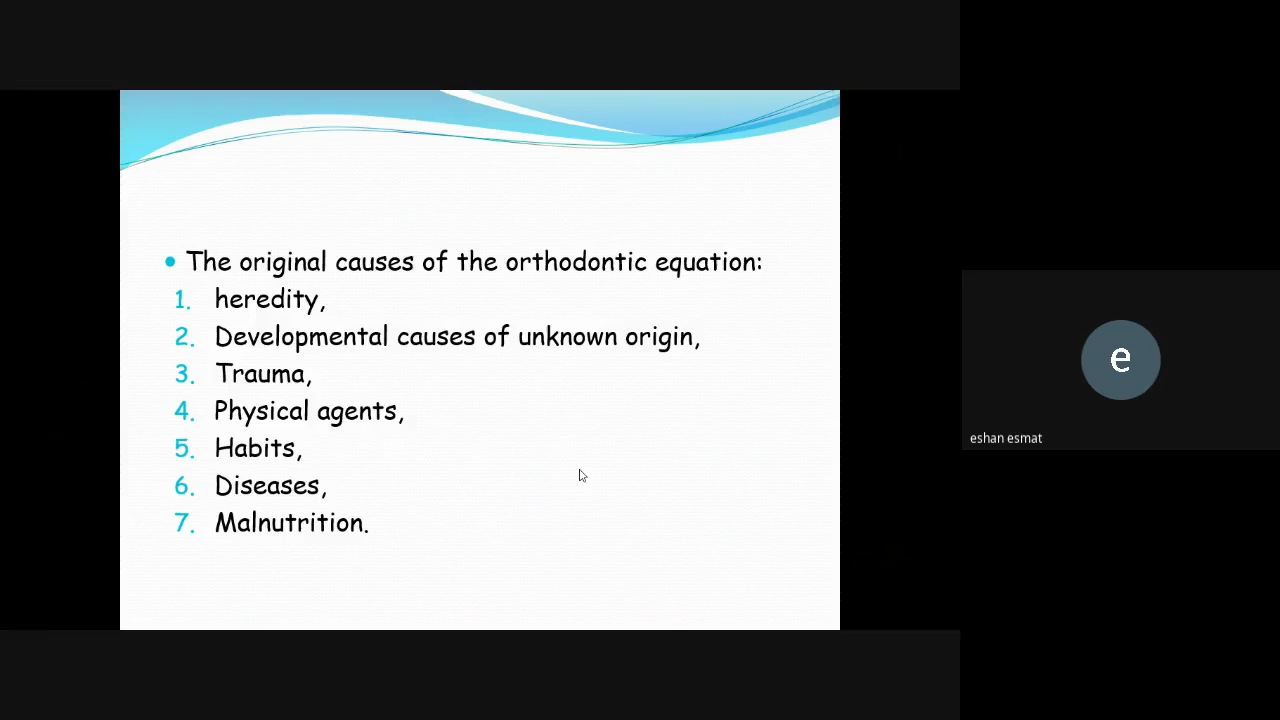 • The original causes of the orthodontic equation:
1. heredity,
2. Developmental causes of unknown origin,
3. Trauma,
4. Physical agents,
5. Habits,
6. Diseases,
7. Malnutrition.
e
eshan esmat